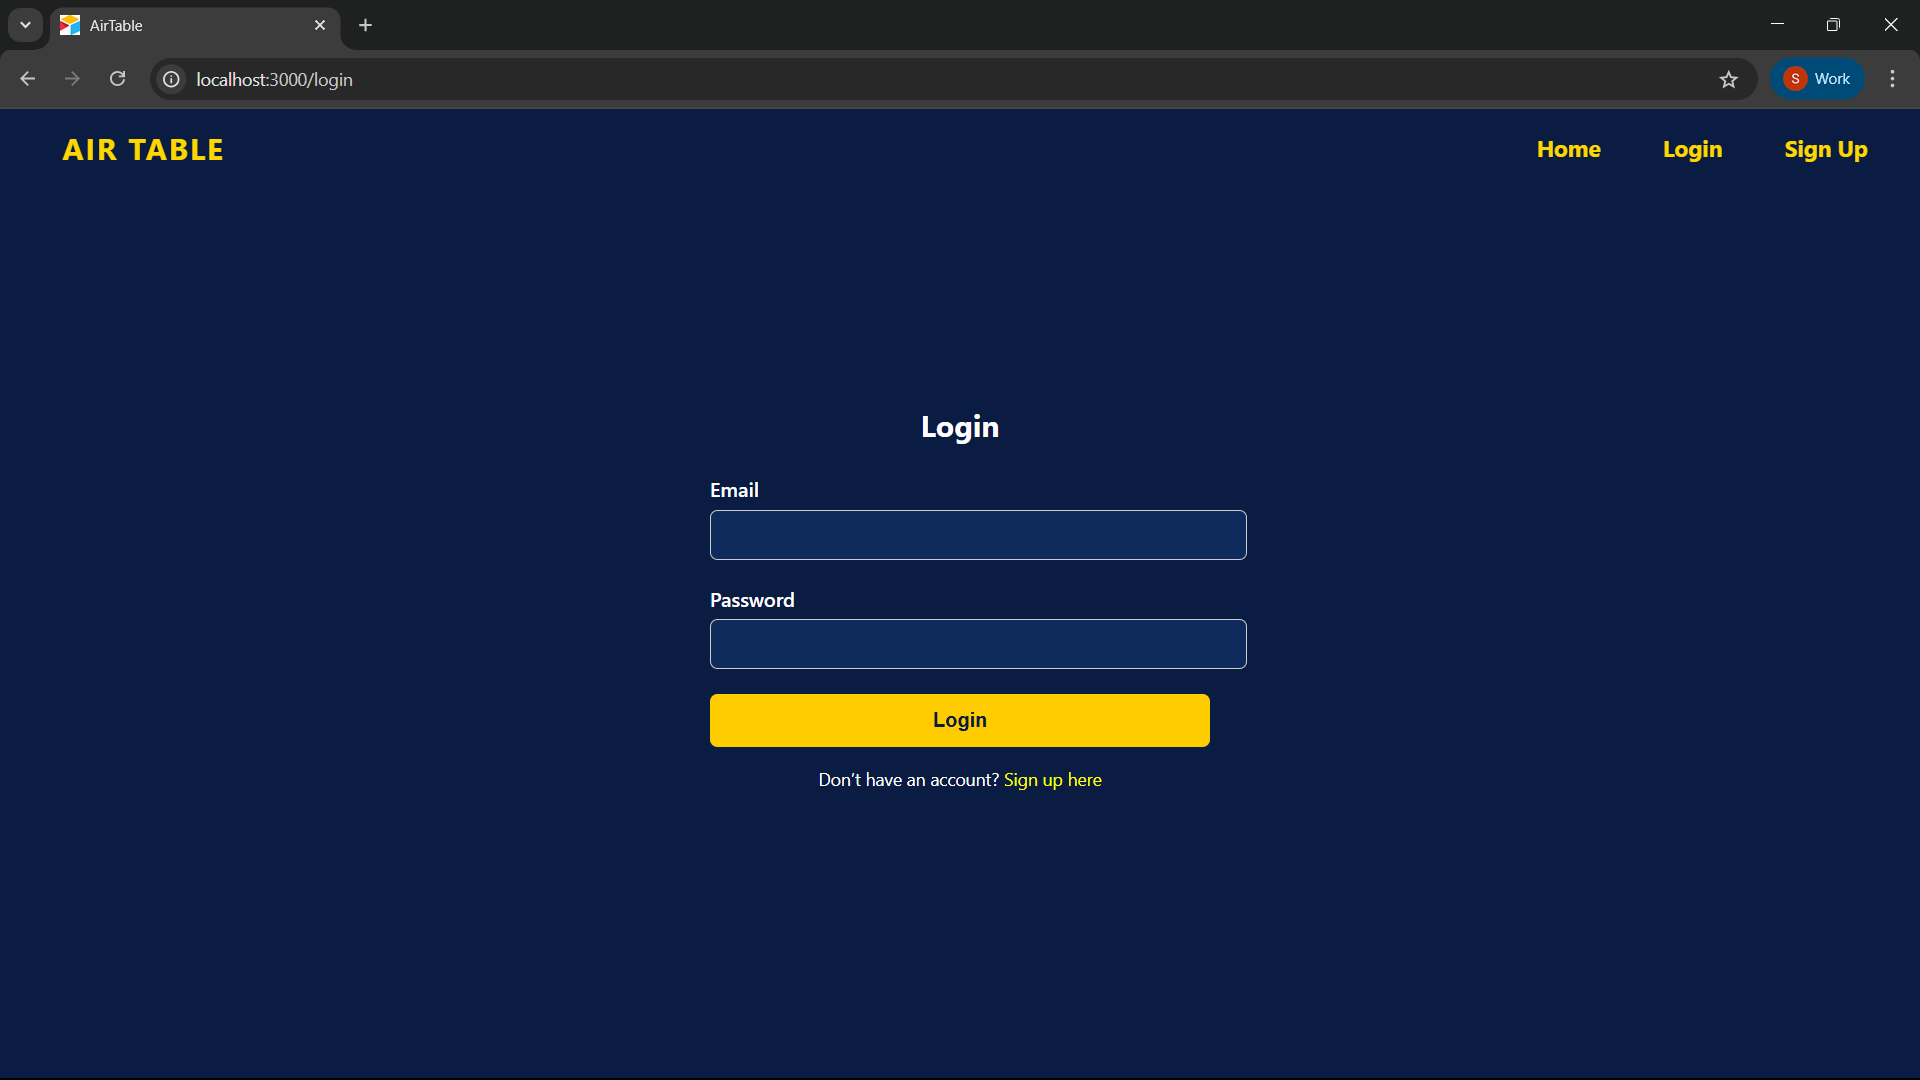 AirTable
localhost:3000/login
S Work
AIR TABLE
Home Login Sign Up
Login
Email
Password
Login
Don't have an account? Sign up here